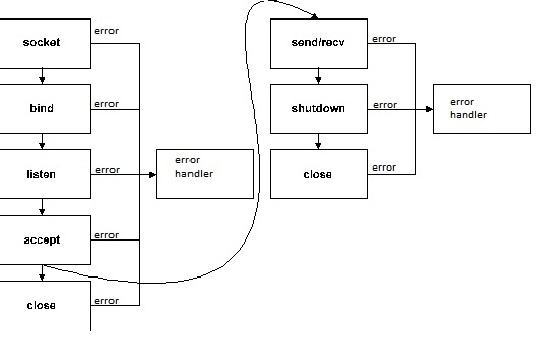 socket
error
bind
error
listen
error
accept
error
close
error
error
handler
send/recv
error
shutdown
error
close
error
error
handler